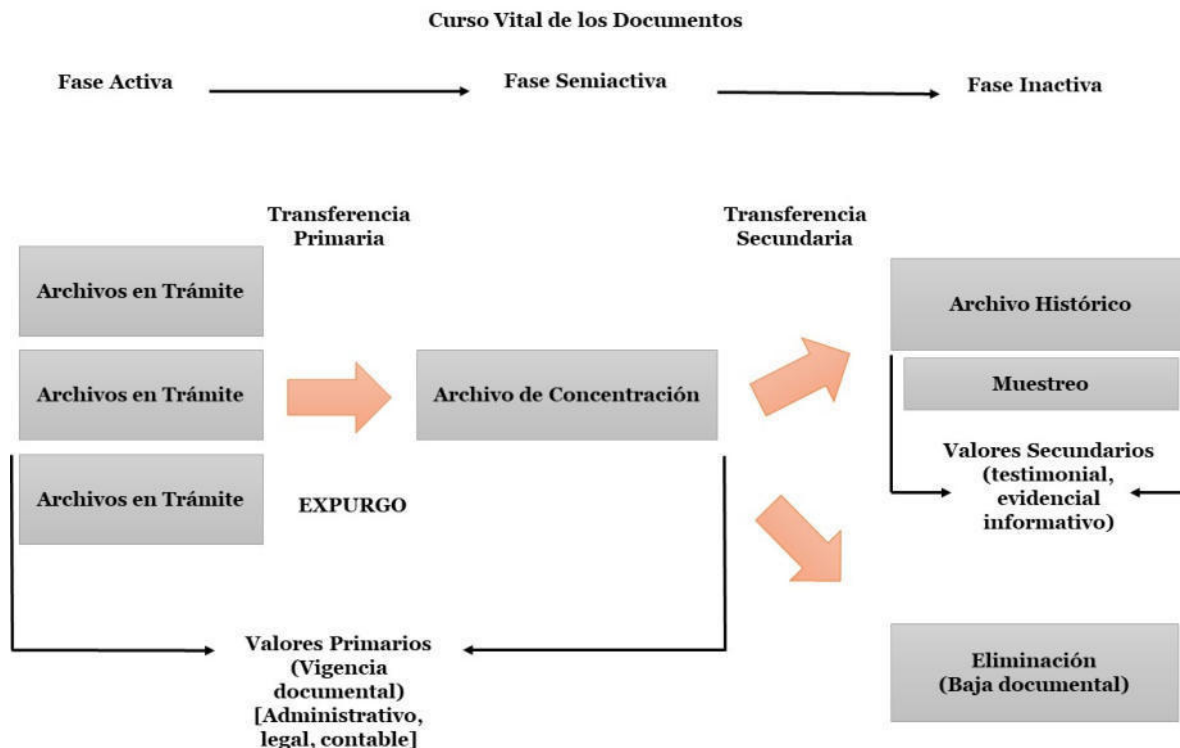 Curso Vital de los Documentos
Fase Activa
Fase Semiactiva
Fase Inactiva
Transferencia
Primaria
Transferencia
Secundaria
Archivos en Trámite
Archivos en Trámite
Archivos en Trámite
EXPURGO
Archivo de Concentración
Archivo Histórico
Muestreo
Valores Secundarios
(testimonial,
evidencial
informativo)
Valores Primarios
(Vigencia
documental)
[Administrativo,
legal, contable]
Eliminación
(Baja documental)